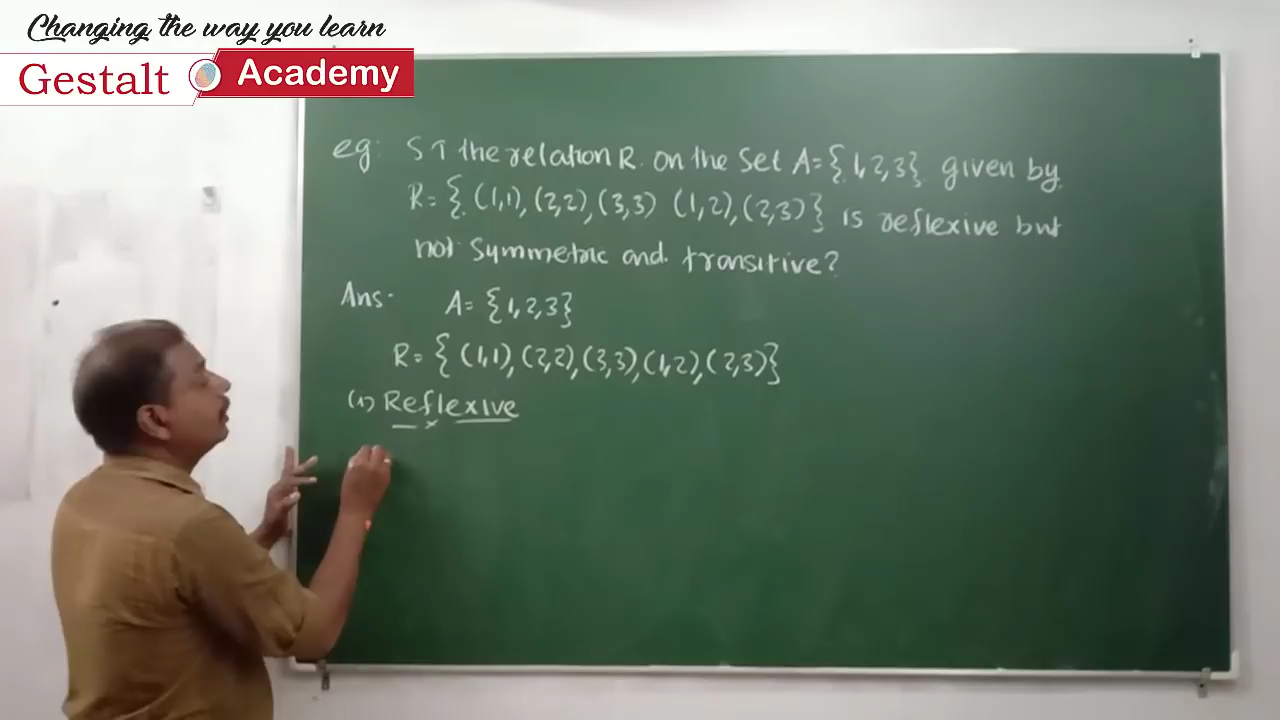 Changing the way you learn
Gestalt Academy
eg: ST the relation R. on the Set A={1,2,3} given by
R={(1,1),(2,2),(3,3) (1,2),(2,3)} is reflexive but
not symmetric and transitive?
Ans: A={1,2,3}
R={(1,1),(2,2),(3,3),(1,2),(2,3)}
(1) Reflexive